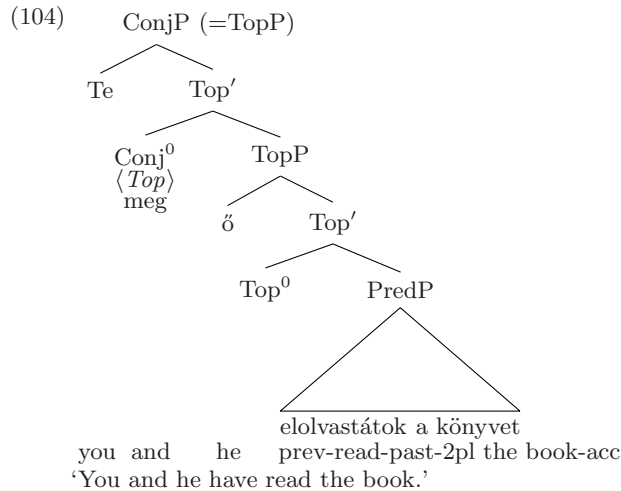 (104) ConjP (=TopP)
Te Top′
Conj⁰ TopP
⟨Top⟩
meg
ő Top′
Top⁰ PredP
elolvastátok a könyvet
you and he prev-read-past-2pl the book-acc
‘You and he have read the book.’